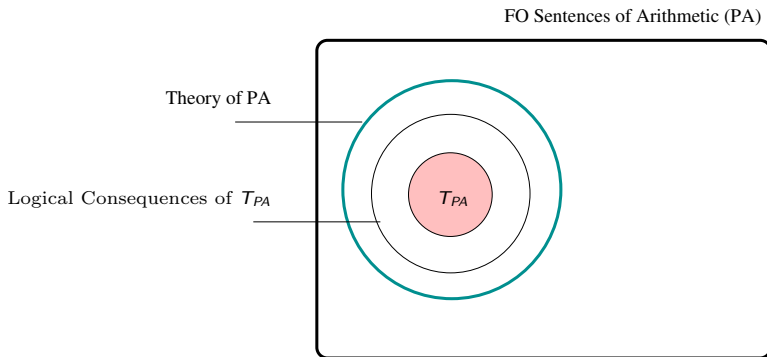 FO Sentences of Arithmetic (PA)
Theory of PA
Logical Consequences of T_PA
T_PA